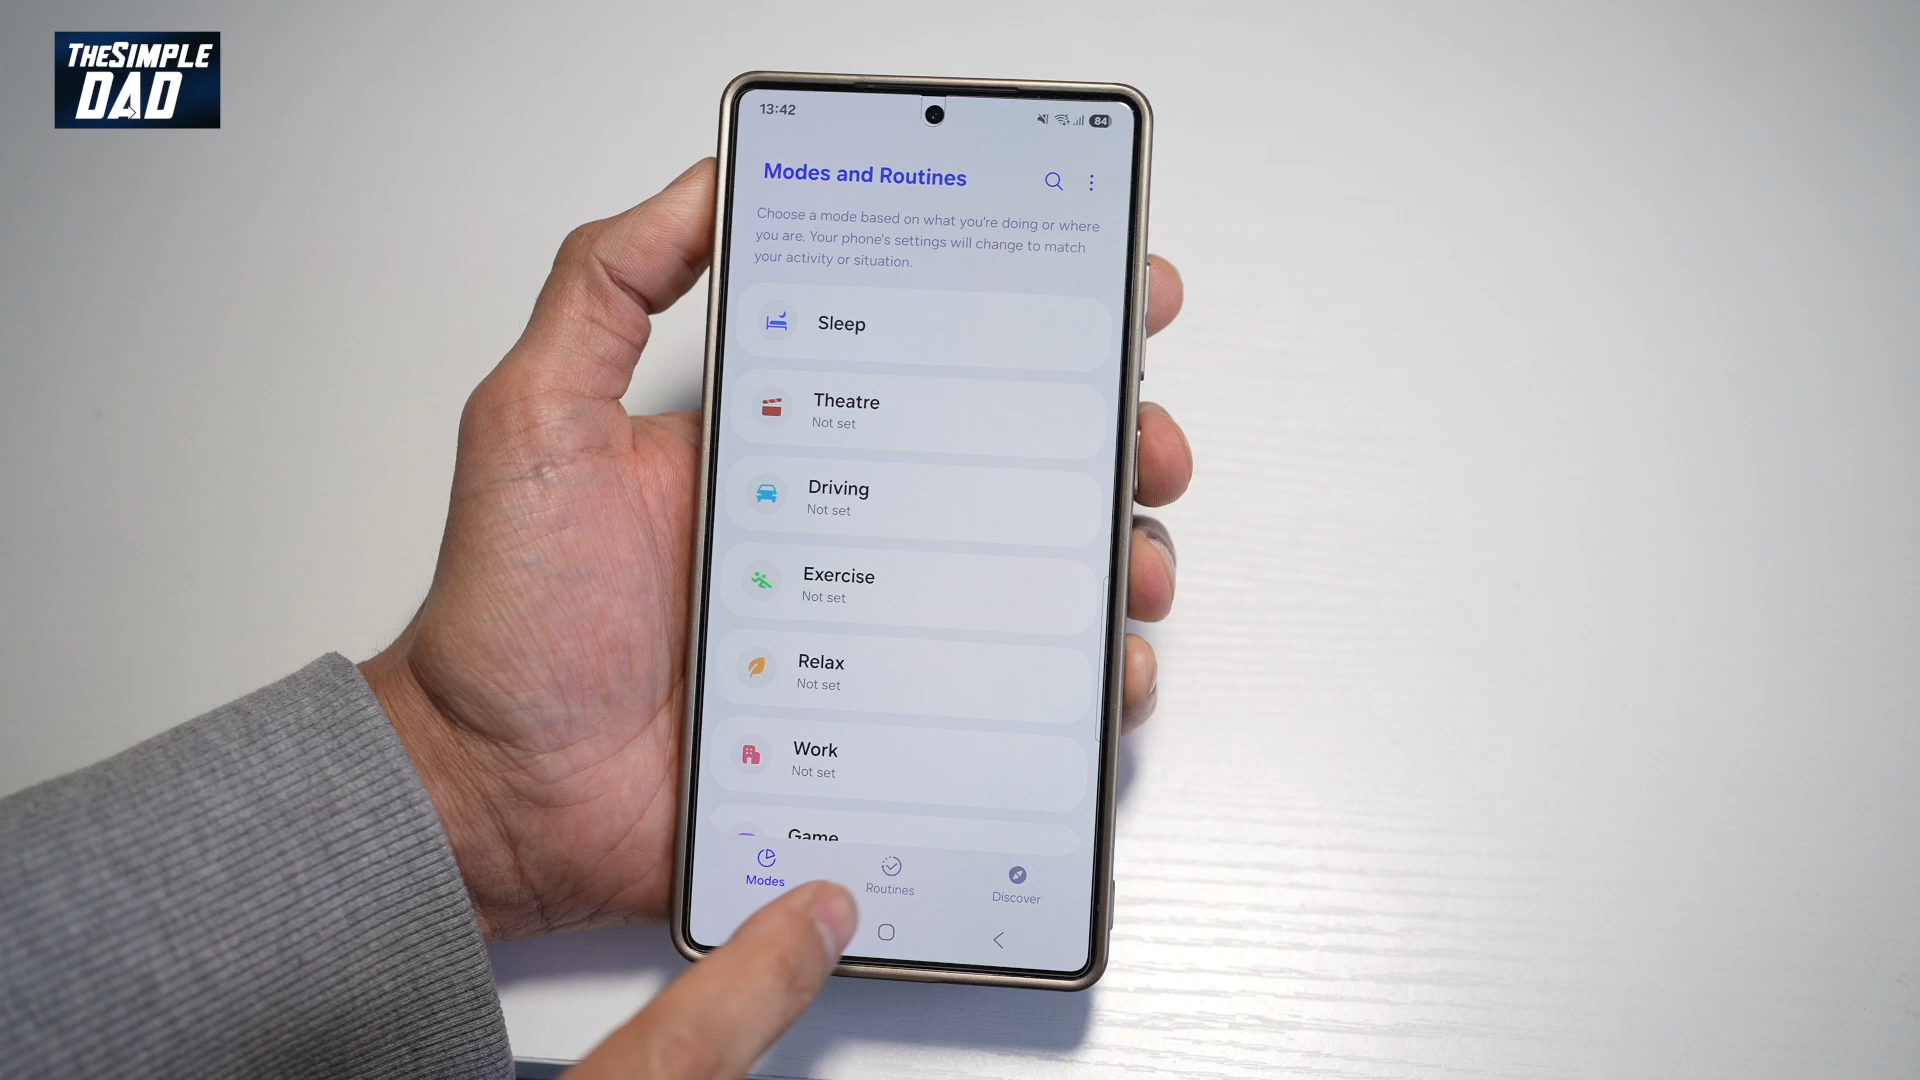 THE SIMPLE
DAD
13:42
84
Modes and Routines
Choose a mode based on what you're doing or where
you are. Your phone's settings will change to match
your activity or situation.
Sleep
Theatre
Not set
Driving
Not set
Exercise
Not set
Relax
Not set
Work
Not set
Game
Modes
Routines
Discover